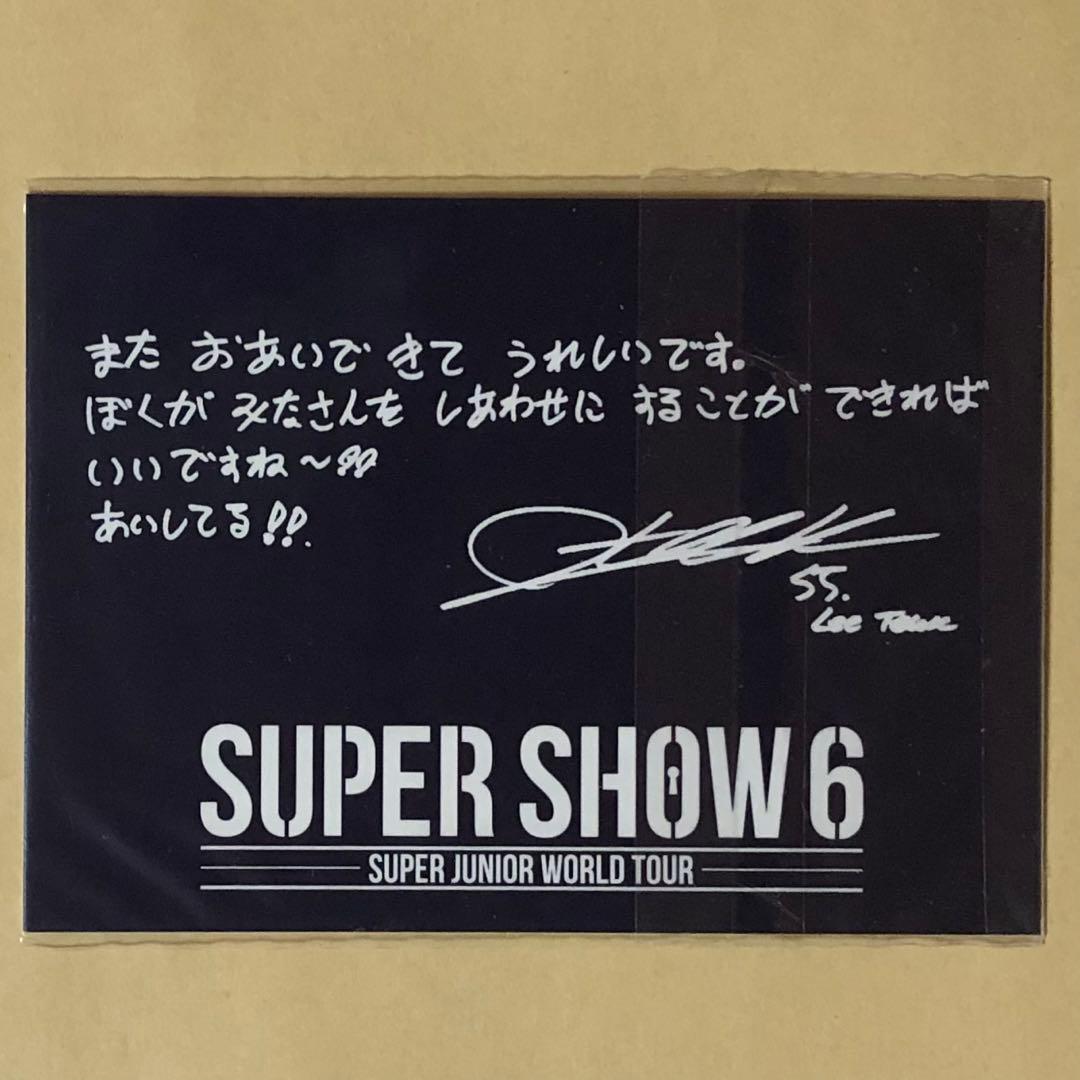 また おあいで きて うれしいです。
ぼくが みなさんを しあわせに することが できれば
いいですね～!!
あいしてる!!.
55.
Lee Teuk
SUPER SHOW 6
SUPER JUNIOR WORLD TOUR